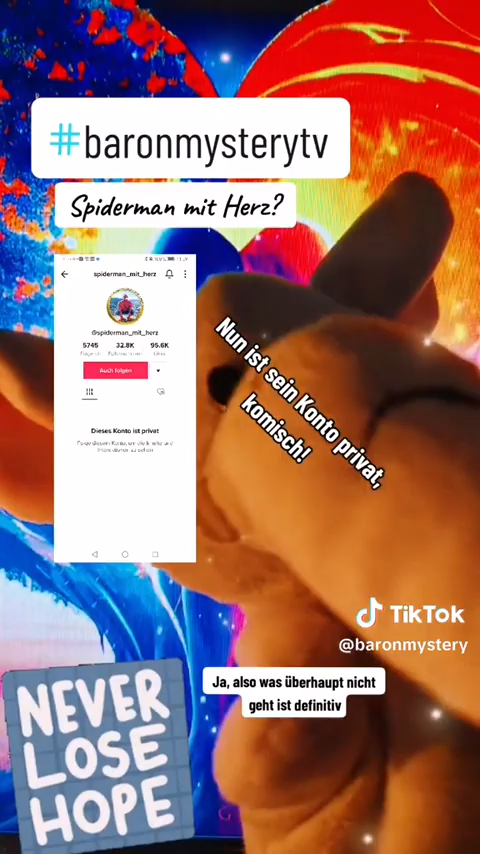 #baronmysterytv
Spiderman mit Herz?
spiderman_mit_herz
@spiderman_mit_herz
5745
32.8K
95.6K
Likes
Auch folgen
Dieses Konto ist privat
Nun ist sein Konto privat,
komisch!
TikTok
@baronmystery
Ja, also was überhaupt nicht
geht ist definitiv
NEVER
LOSE
HOPE